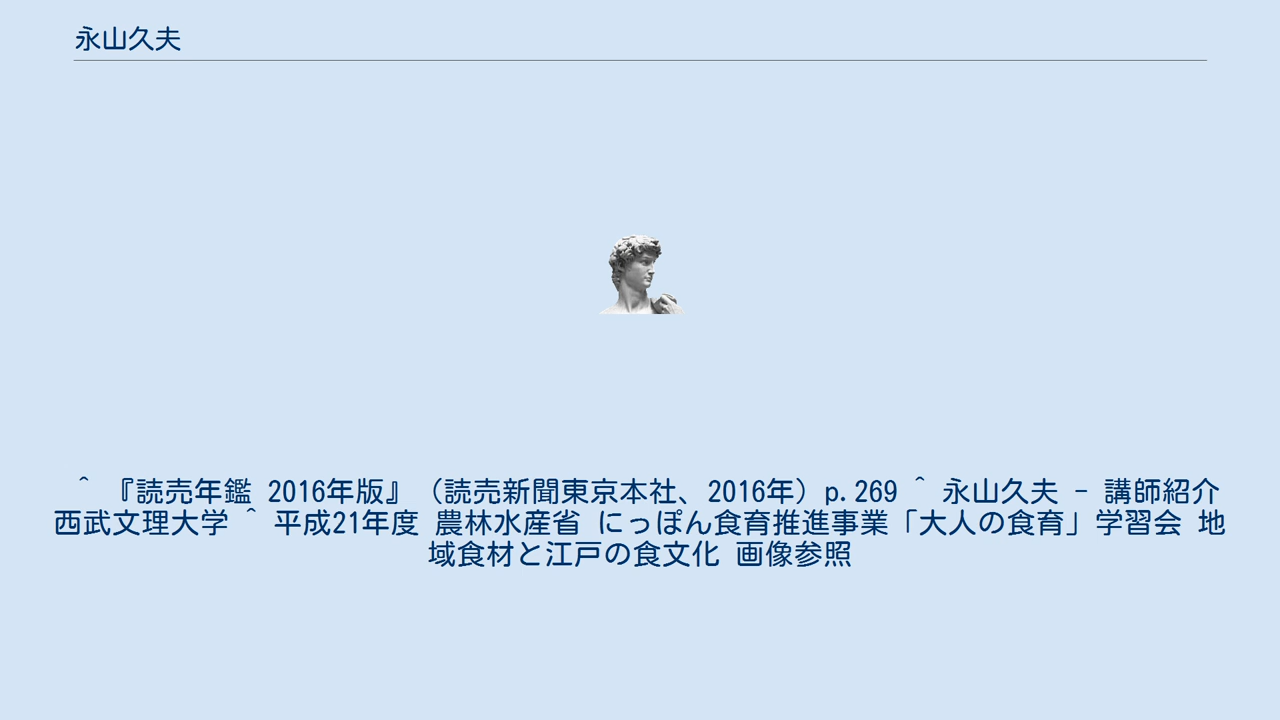 永山久夫
^ 『読売年鑑 2016年版』（読売新聞東京本社、2016年）p.269 ^ 永山久夫 - 講師紹介
西武文理大学 ^ 平成21年度 農林水産省 にっぽん食育推進事業「大人の食育」学習会 地
域食材と江戸の食文化 画像参照